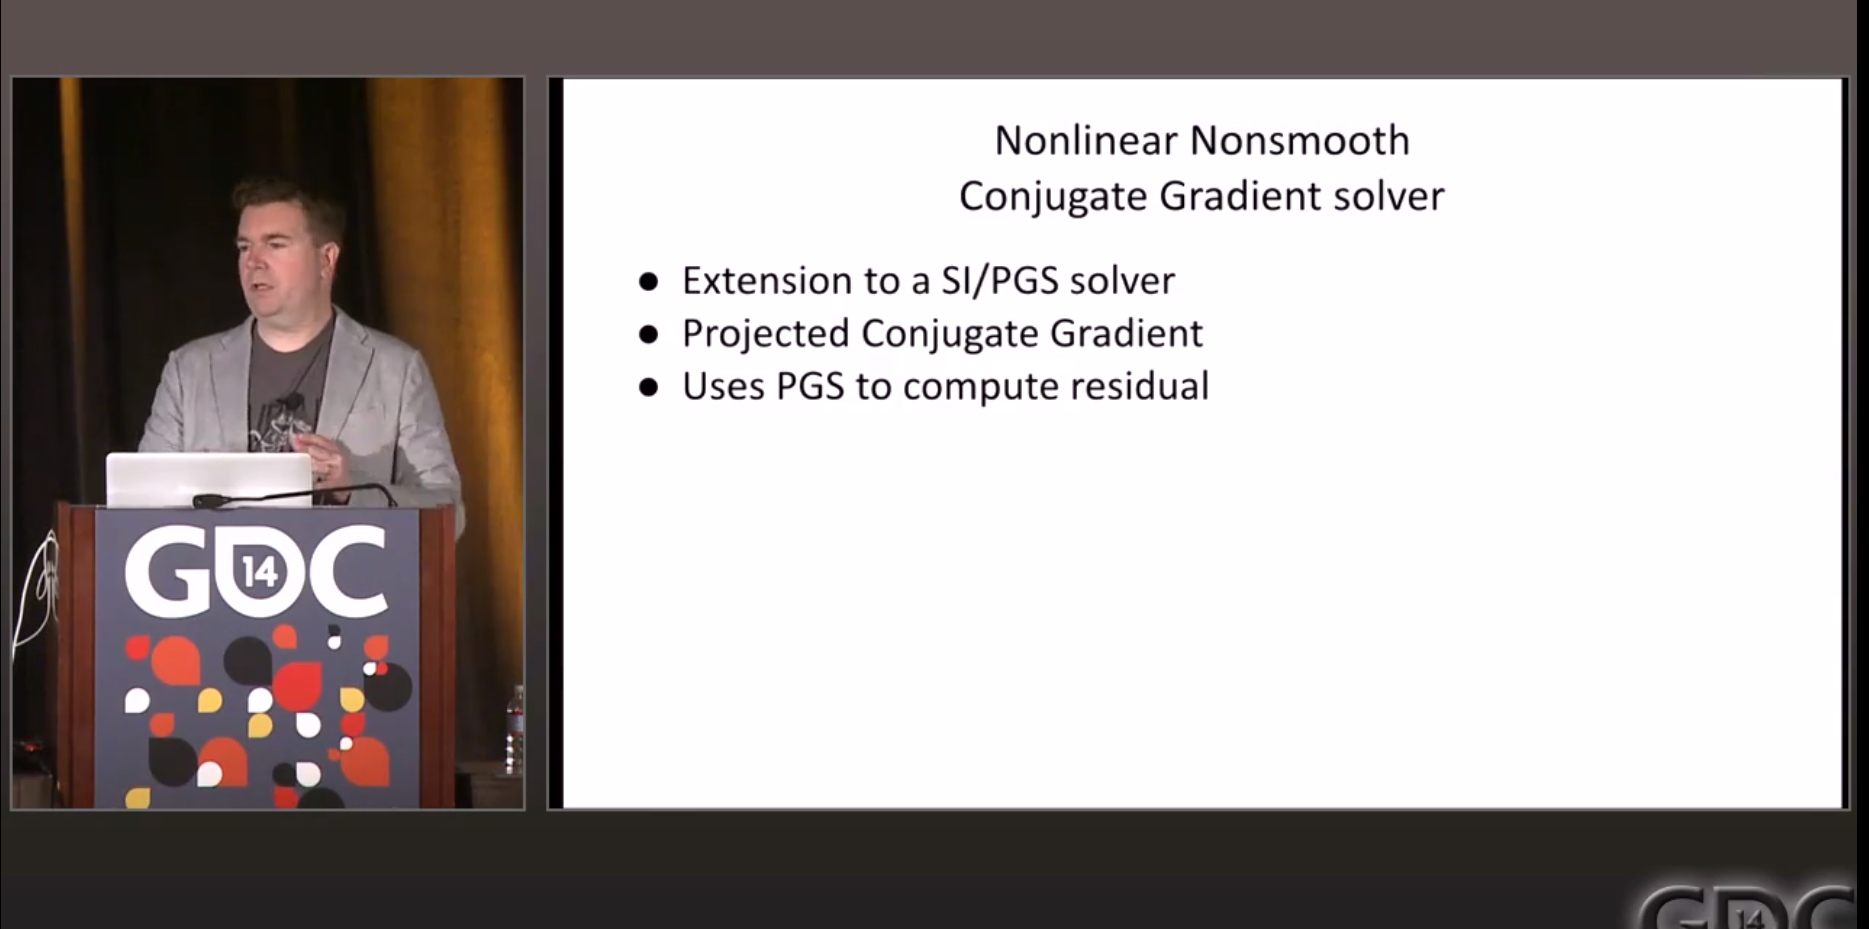 Nonlinear Nonsmooth
Conjugate Gradient solver
● Extension to a SI/PGS solver
● Projected Conjugate Gradient
● Uses PGS to compute residual
GDC
14
GDC
14